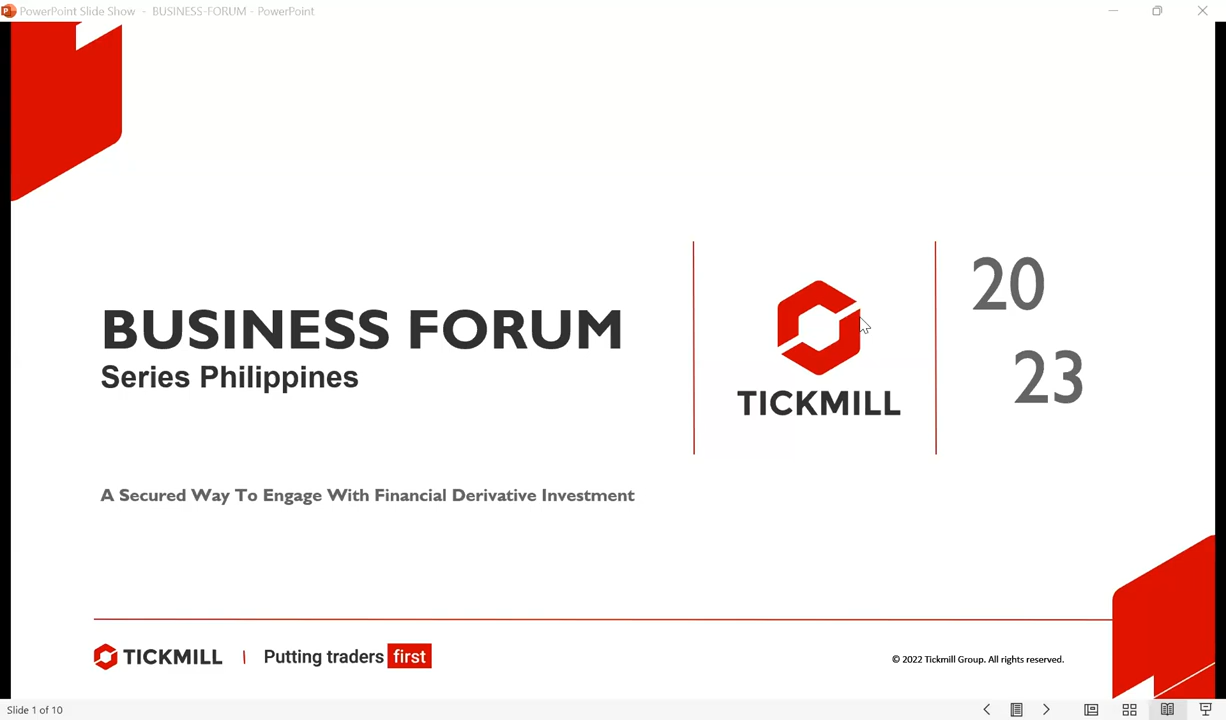 PowerPoint Slide Show - BUSINESS-FORUM - PowerPoint
BUSINESS FORUM
Series Philippines
TICKMILL
20
23
A Secured Way To Engage With Financial Derivative Investment
TICKMILL | Putting traders first
© 2022 Tickmill Group. All rights reserved.
Slide 1 of 10